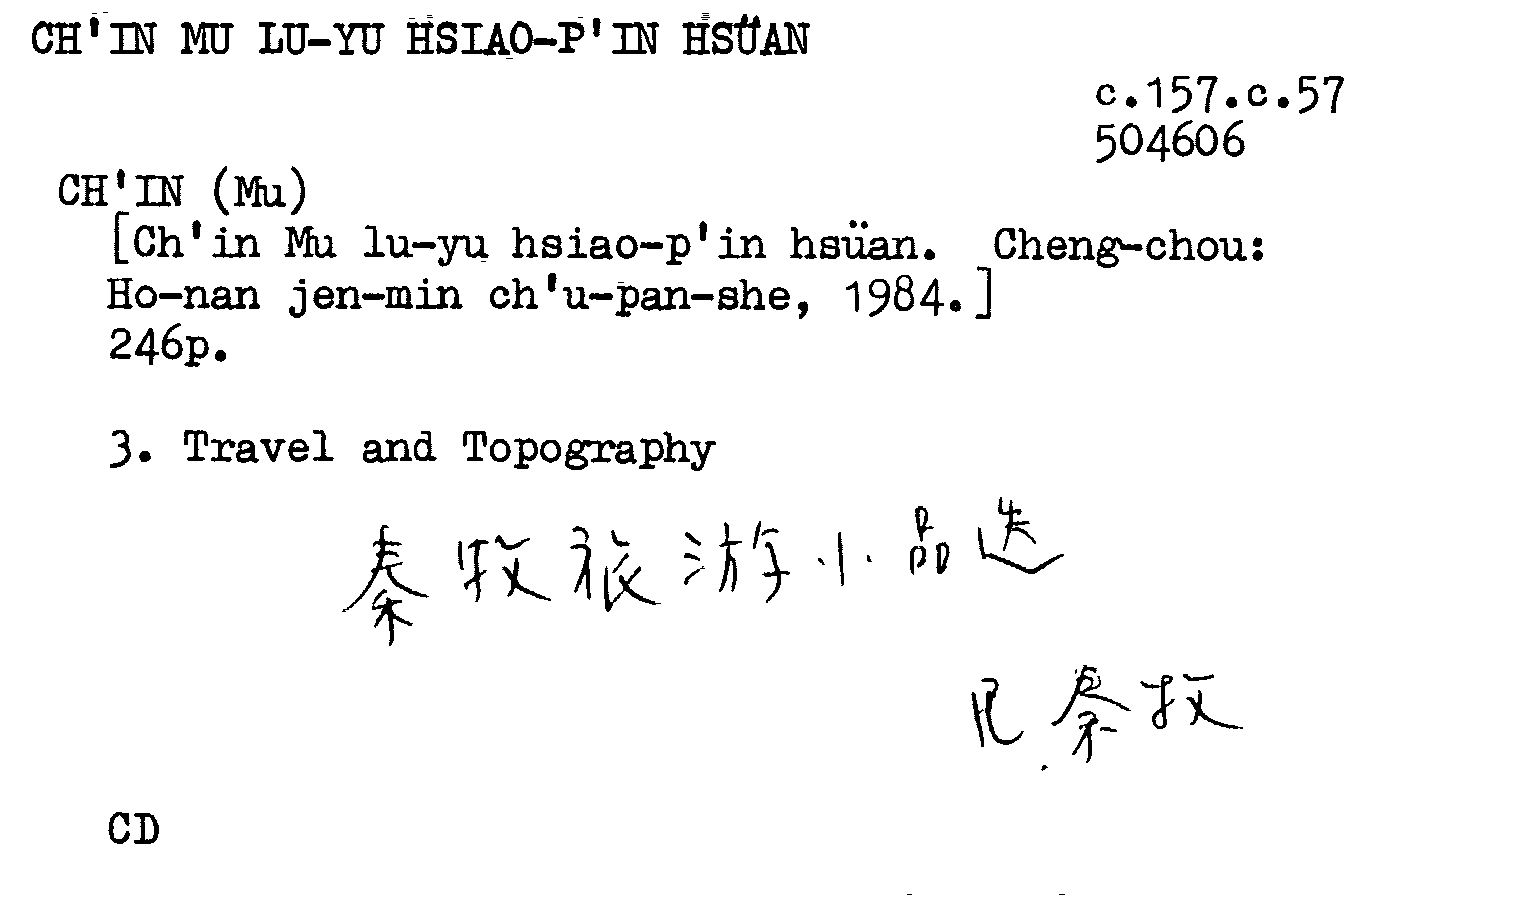 CH'IN MU LU-YU HSIAO-P'IN HSÜAN
c.157.c.57
504606
CH'IN (Mu)
[Ch'in Mu lu-yu hsiao-p'in hsüan. Cheng-chou:
Ho-nan jen-min ch'u-pan-she, 1984.]
246p.
3. Travel and Topography
秦牧旅游小品选
见秦牧
CD